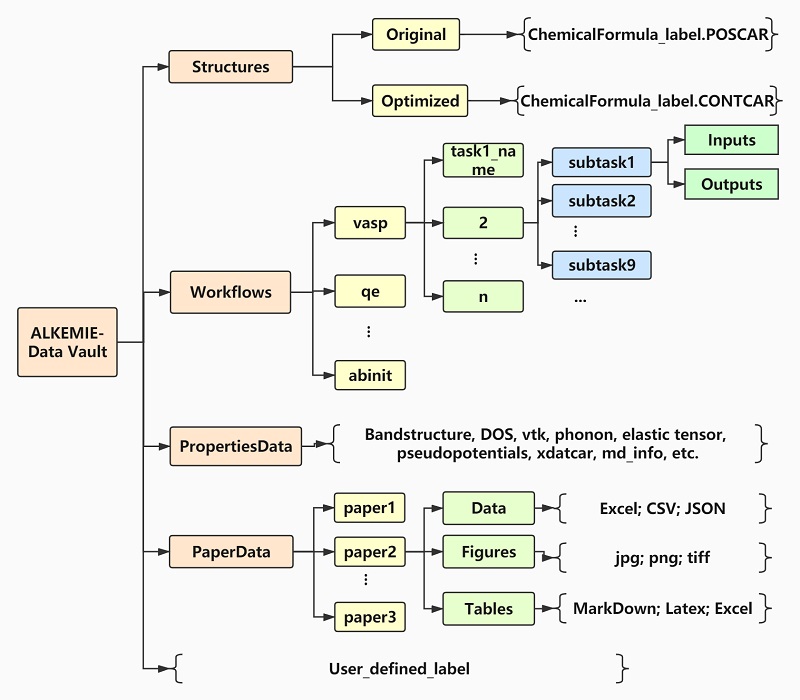 ALKEMIE-
Data Vault
Structures
Original
{ChemicalFormula_label.POSCAR}
Optimized
{ChemicalFormula_label.CONTCAR}
Workflows
vasp
task1_na
me
2
⋮
n
subtask1
subtask2
⋮
subtask9
...
Inputs
Outputs
qe
⋮
abinit
PropertiesData
{Bandstructure, DOS, vtk, phonon, elastic tensor,
pseudopotentials, xdatcar, md_info, etc.}
PaperData
paper1
paper2
⋮
paper3
Data
{Excel; CSV; JSON}
Figures
{jpg; png; tiff}
Tables
{MarkDown; Latex; Excel}
{User_defined_label}